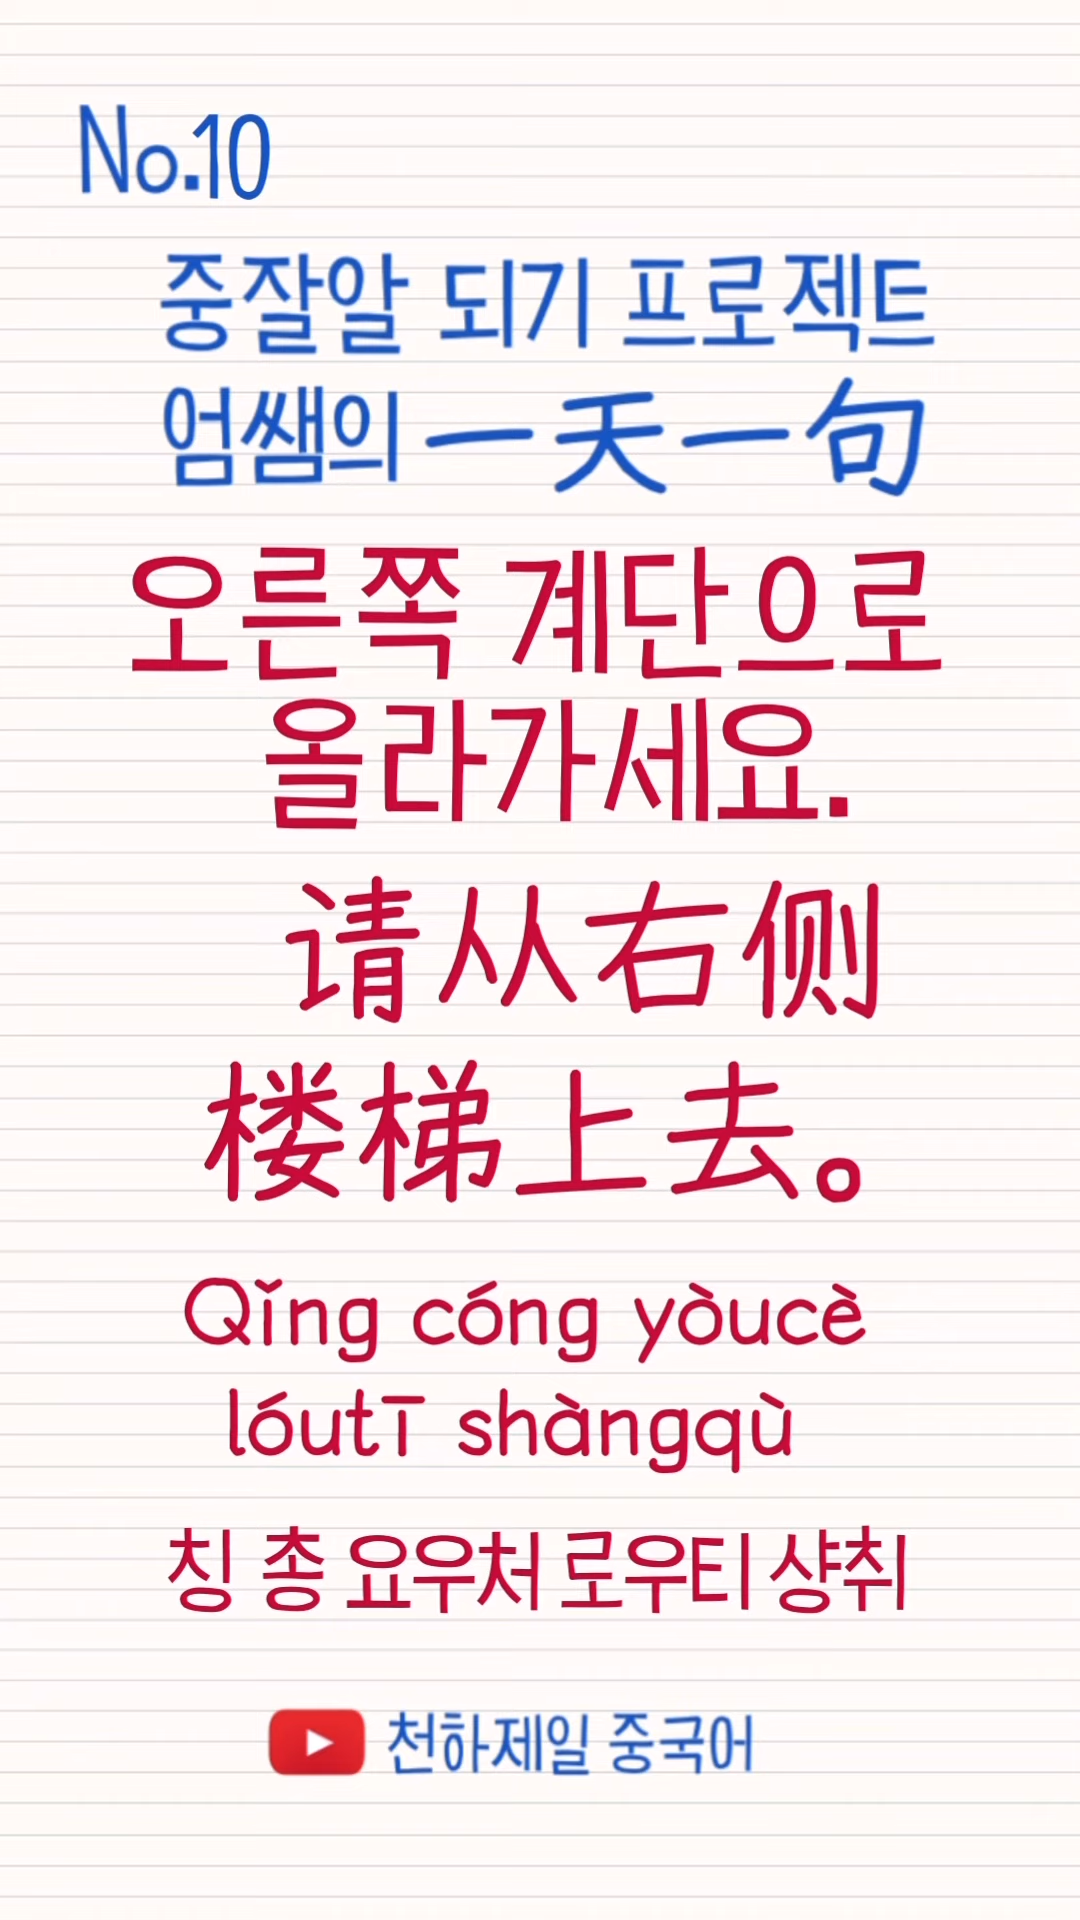 No.10
중잘알 되기 프로젝트
엄쌤의 一天一句
오른쪽 계단으로
올라가세요.
请从右侧
楼梯上去。
Qǐng cóng yòucè
lóutī shàngqù
칭 총 요우처 로우티 샹취
천하제일 중국어